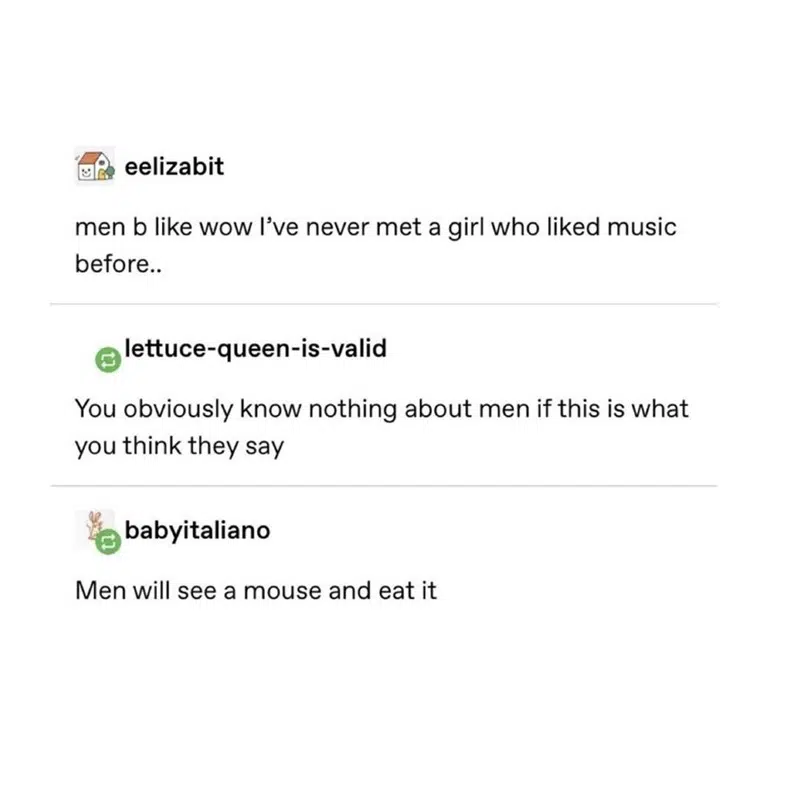 eelizabit
men b like wow I’ve never met a girl who liked music
before..
lettuce-queen-is-valid
You obviously know nothing about men if this is what
you think they say
babyitaliano
Men will see a mouse and eat it